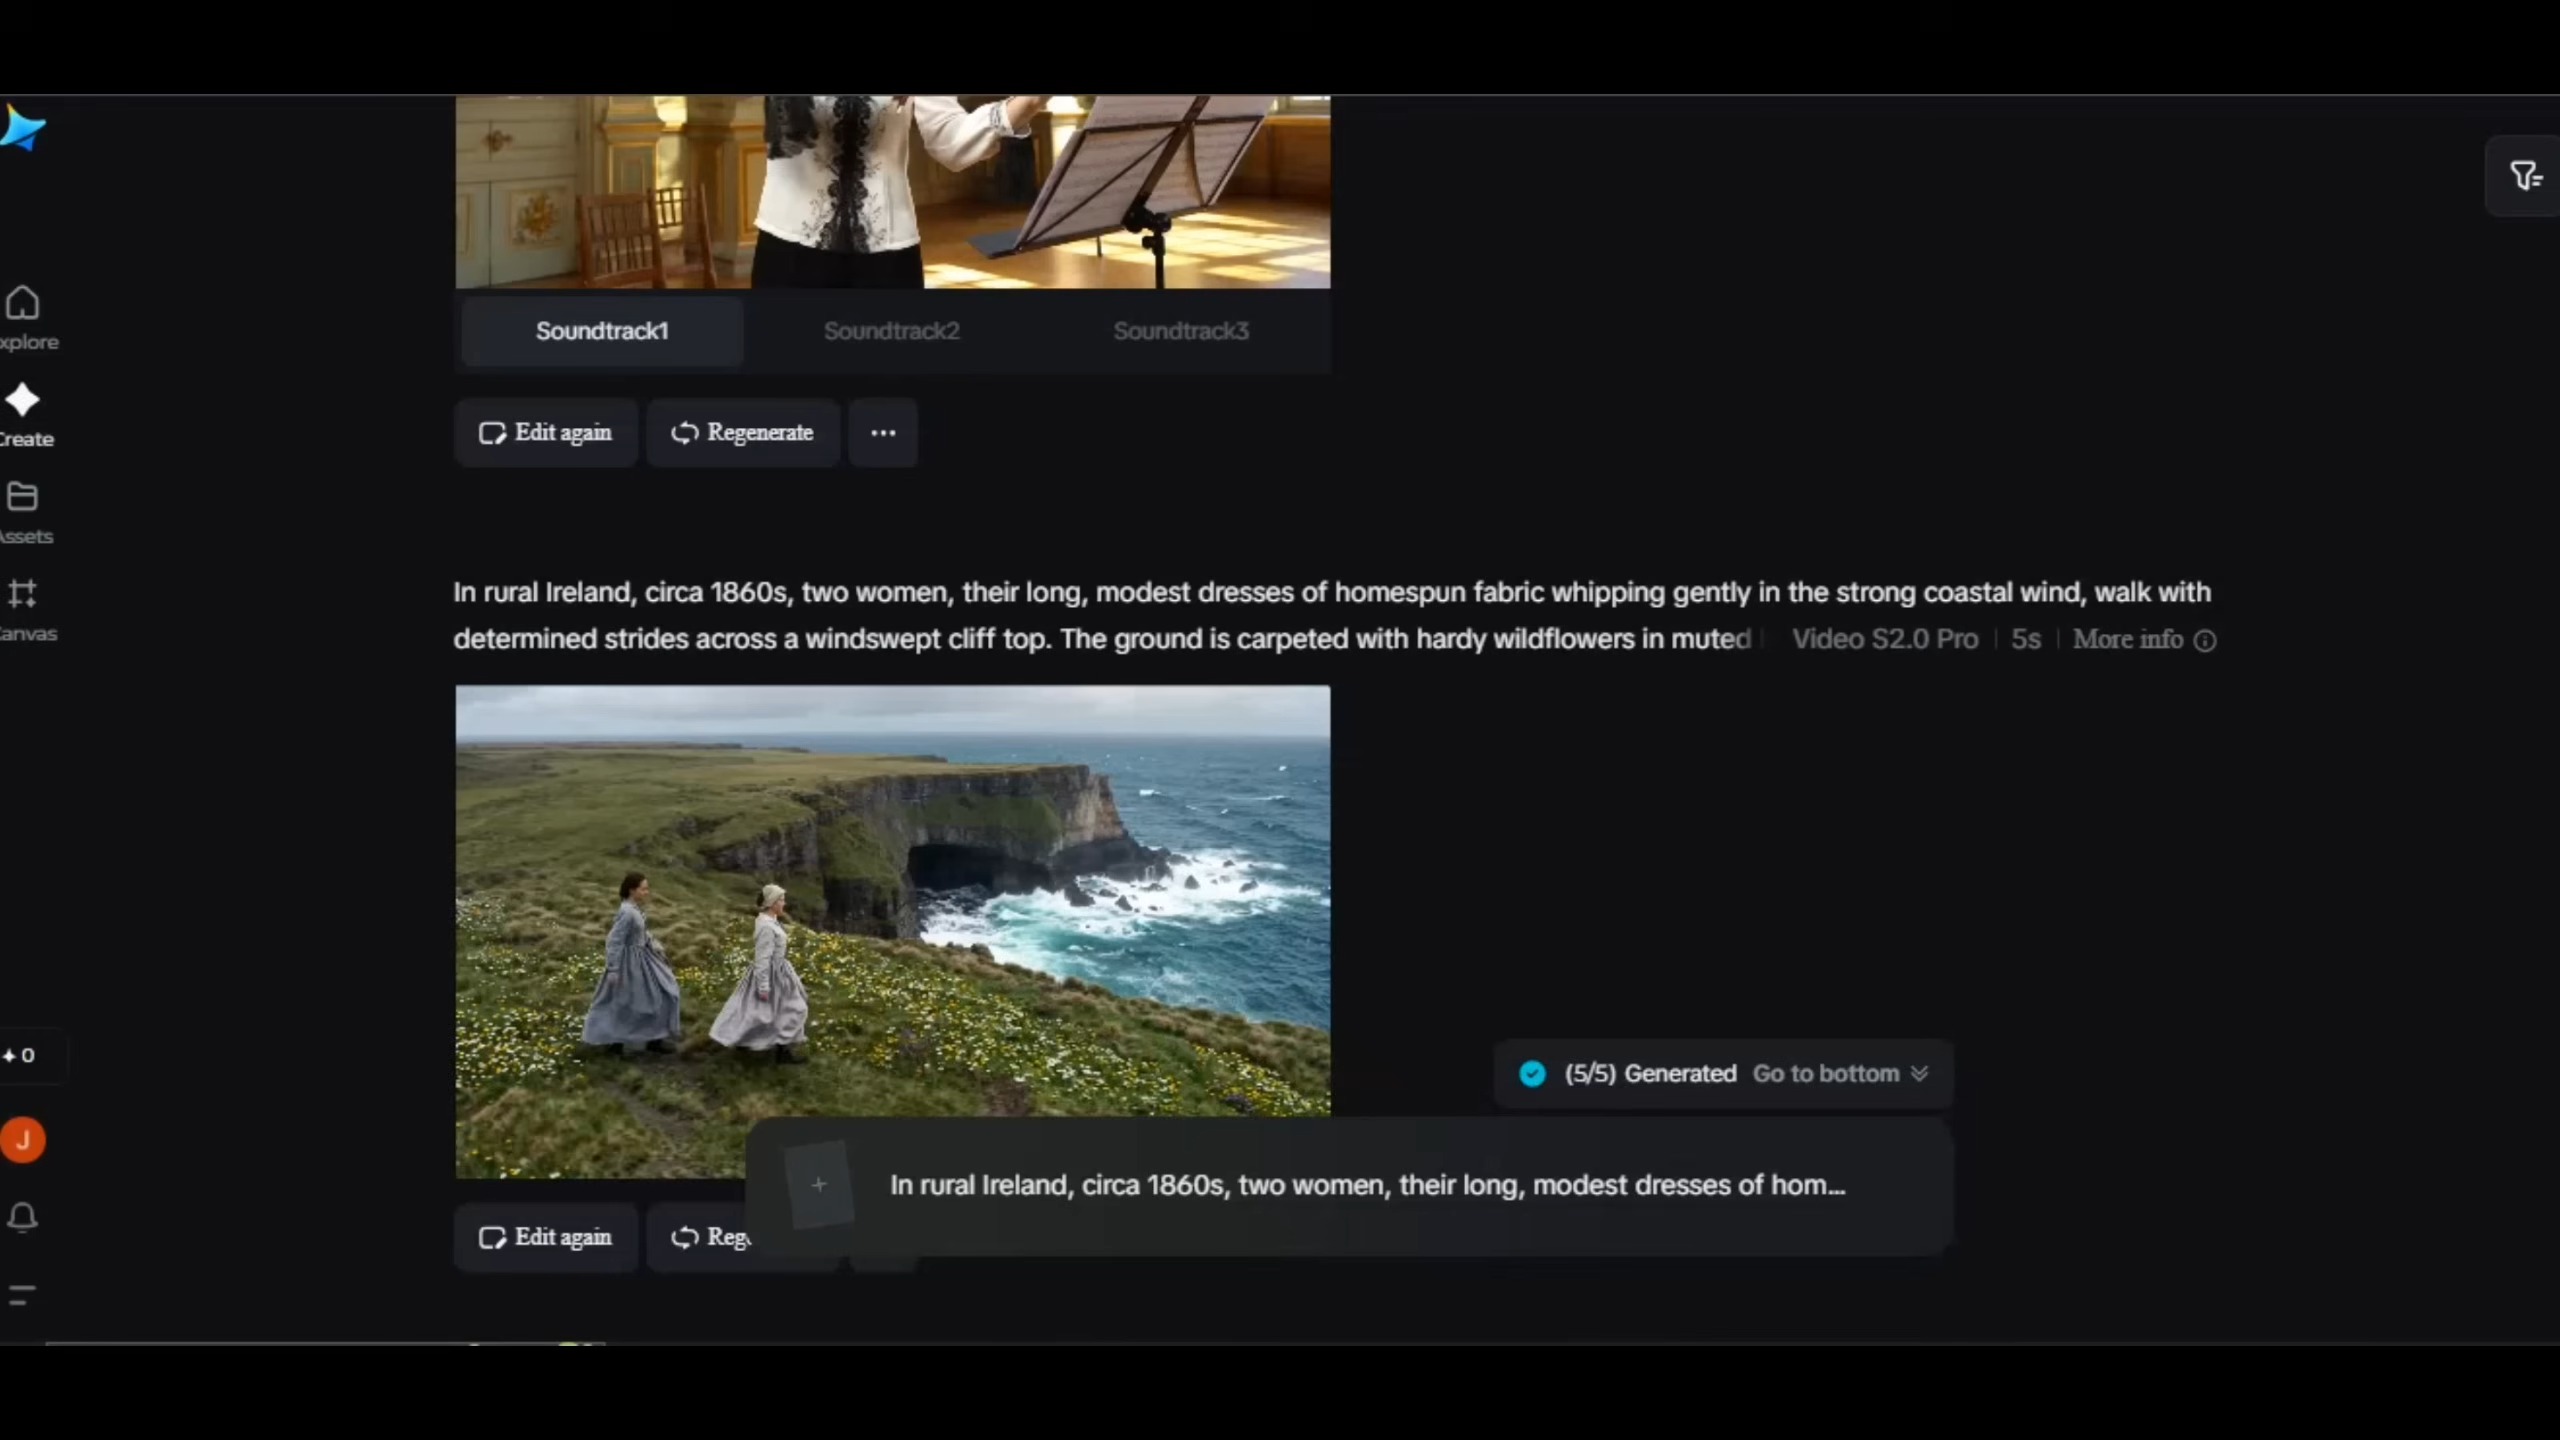 xplore
Create
Assets
Canvas
0
J
Soundtrack1 Soundtrack2 Soundtrack3
Edit again Regenerate
In rural Ireland, circa 1860s, two women, their long, modest dresses of homespun fabric whipping gently in the strong coastal wind, walk with
determined strides across a windswept cliff top. The ground is carpeted with hardy wildflowers in muted Video S2.0 Pro | 5s | More info
(5/5) Generated Go to bottom
In rural Ireland, circa 1860s, two women, their long, modest dresses of hom...
Edit again Reg